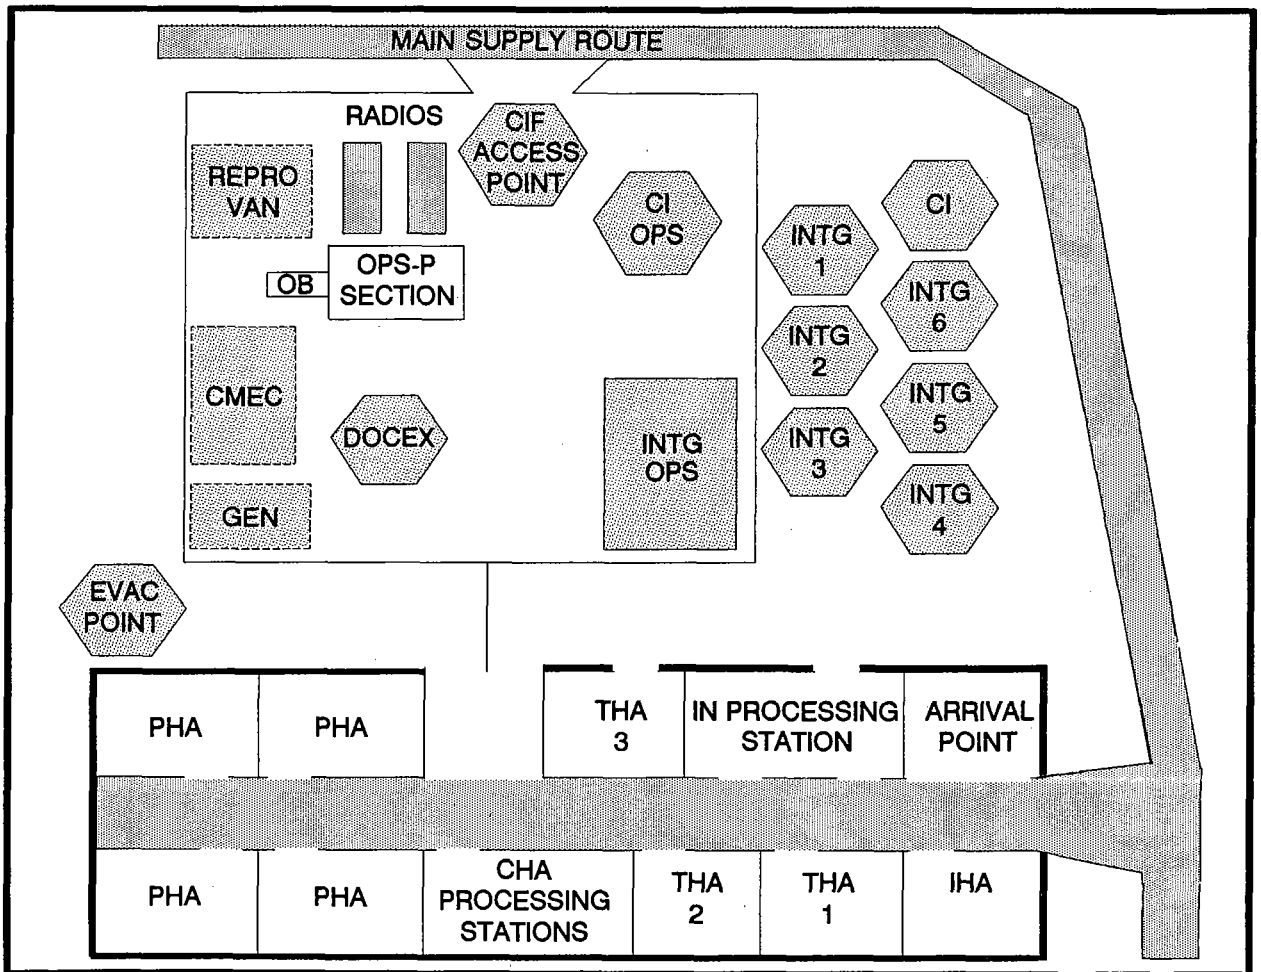 MAIN SUPPLY ROUTE
RADIOS
CIF
ACCESS
POINT
REPRO
VAN
CI
OPS
CI
INTG
1
OPS-P
SECTION
OB
INTG
6
INTG
2
CMEC
DOCEX
INTG
OPS
INTG
5
INTG
3
INTG
4
GEN
EVAC
POINT
PHA
PHA
THA
3
IN PROCESSING
STATION
ARRIVAL
POINT
PHA
PHA
CHA
PROCESSING
STATIONS
THA
2
THA
1
IHA